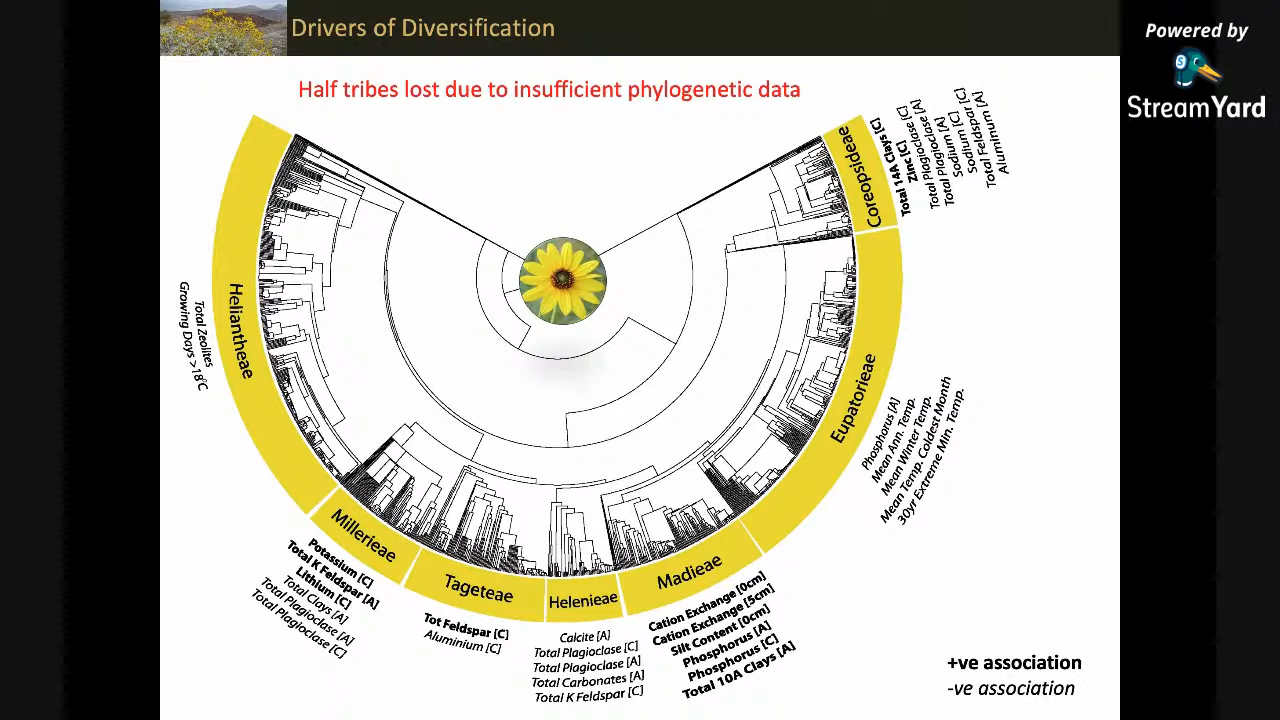 Drivers of Diversification
Powered by
StreamYard
Half tribes lost due to insufficient phylogenetic data
Coreopsideae
Total 14A Clays [C]
Zinc [C]
Total Plagioclase [C]
Total Plagioclase [A]
Sodium [A]
Sodium [C]
Total Feldspar [C]
Aluminum [A]
Heliantheae
Total Zeolites
Growing Days >18°C
Eupatorieae
Phosphorus [A]
Mean Ann. Temp.
Mean Winter Temp.
Mean Temp. Coldest Month
30yr Extreme Min. Temp.
Millerieae
Potassium [C]
Total K Feldspar [A]
Lithium [C]
Total Clays [A]
Total Plagioclase [A]
Total Plagioclase [C]
Tageteae
Tot Feldspar [C]
Aluminium [C]
Helenieae
Calcite [A]
Total Plagioclase [C]
Total Plagioclase [A]
Total Carbonates [A]
Total K Feldspar [C]
Madieae
Cation Exchange [0cm]
Cation Exchange [5cm]
Silt Content [0cm]
Phosphorus [A]
Phosphorus [C]
Total 10A Clays [A]
+ve association
-ve association